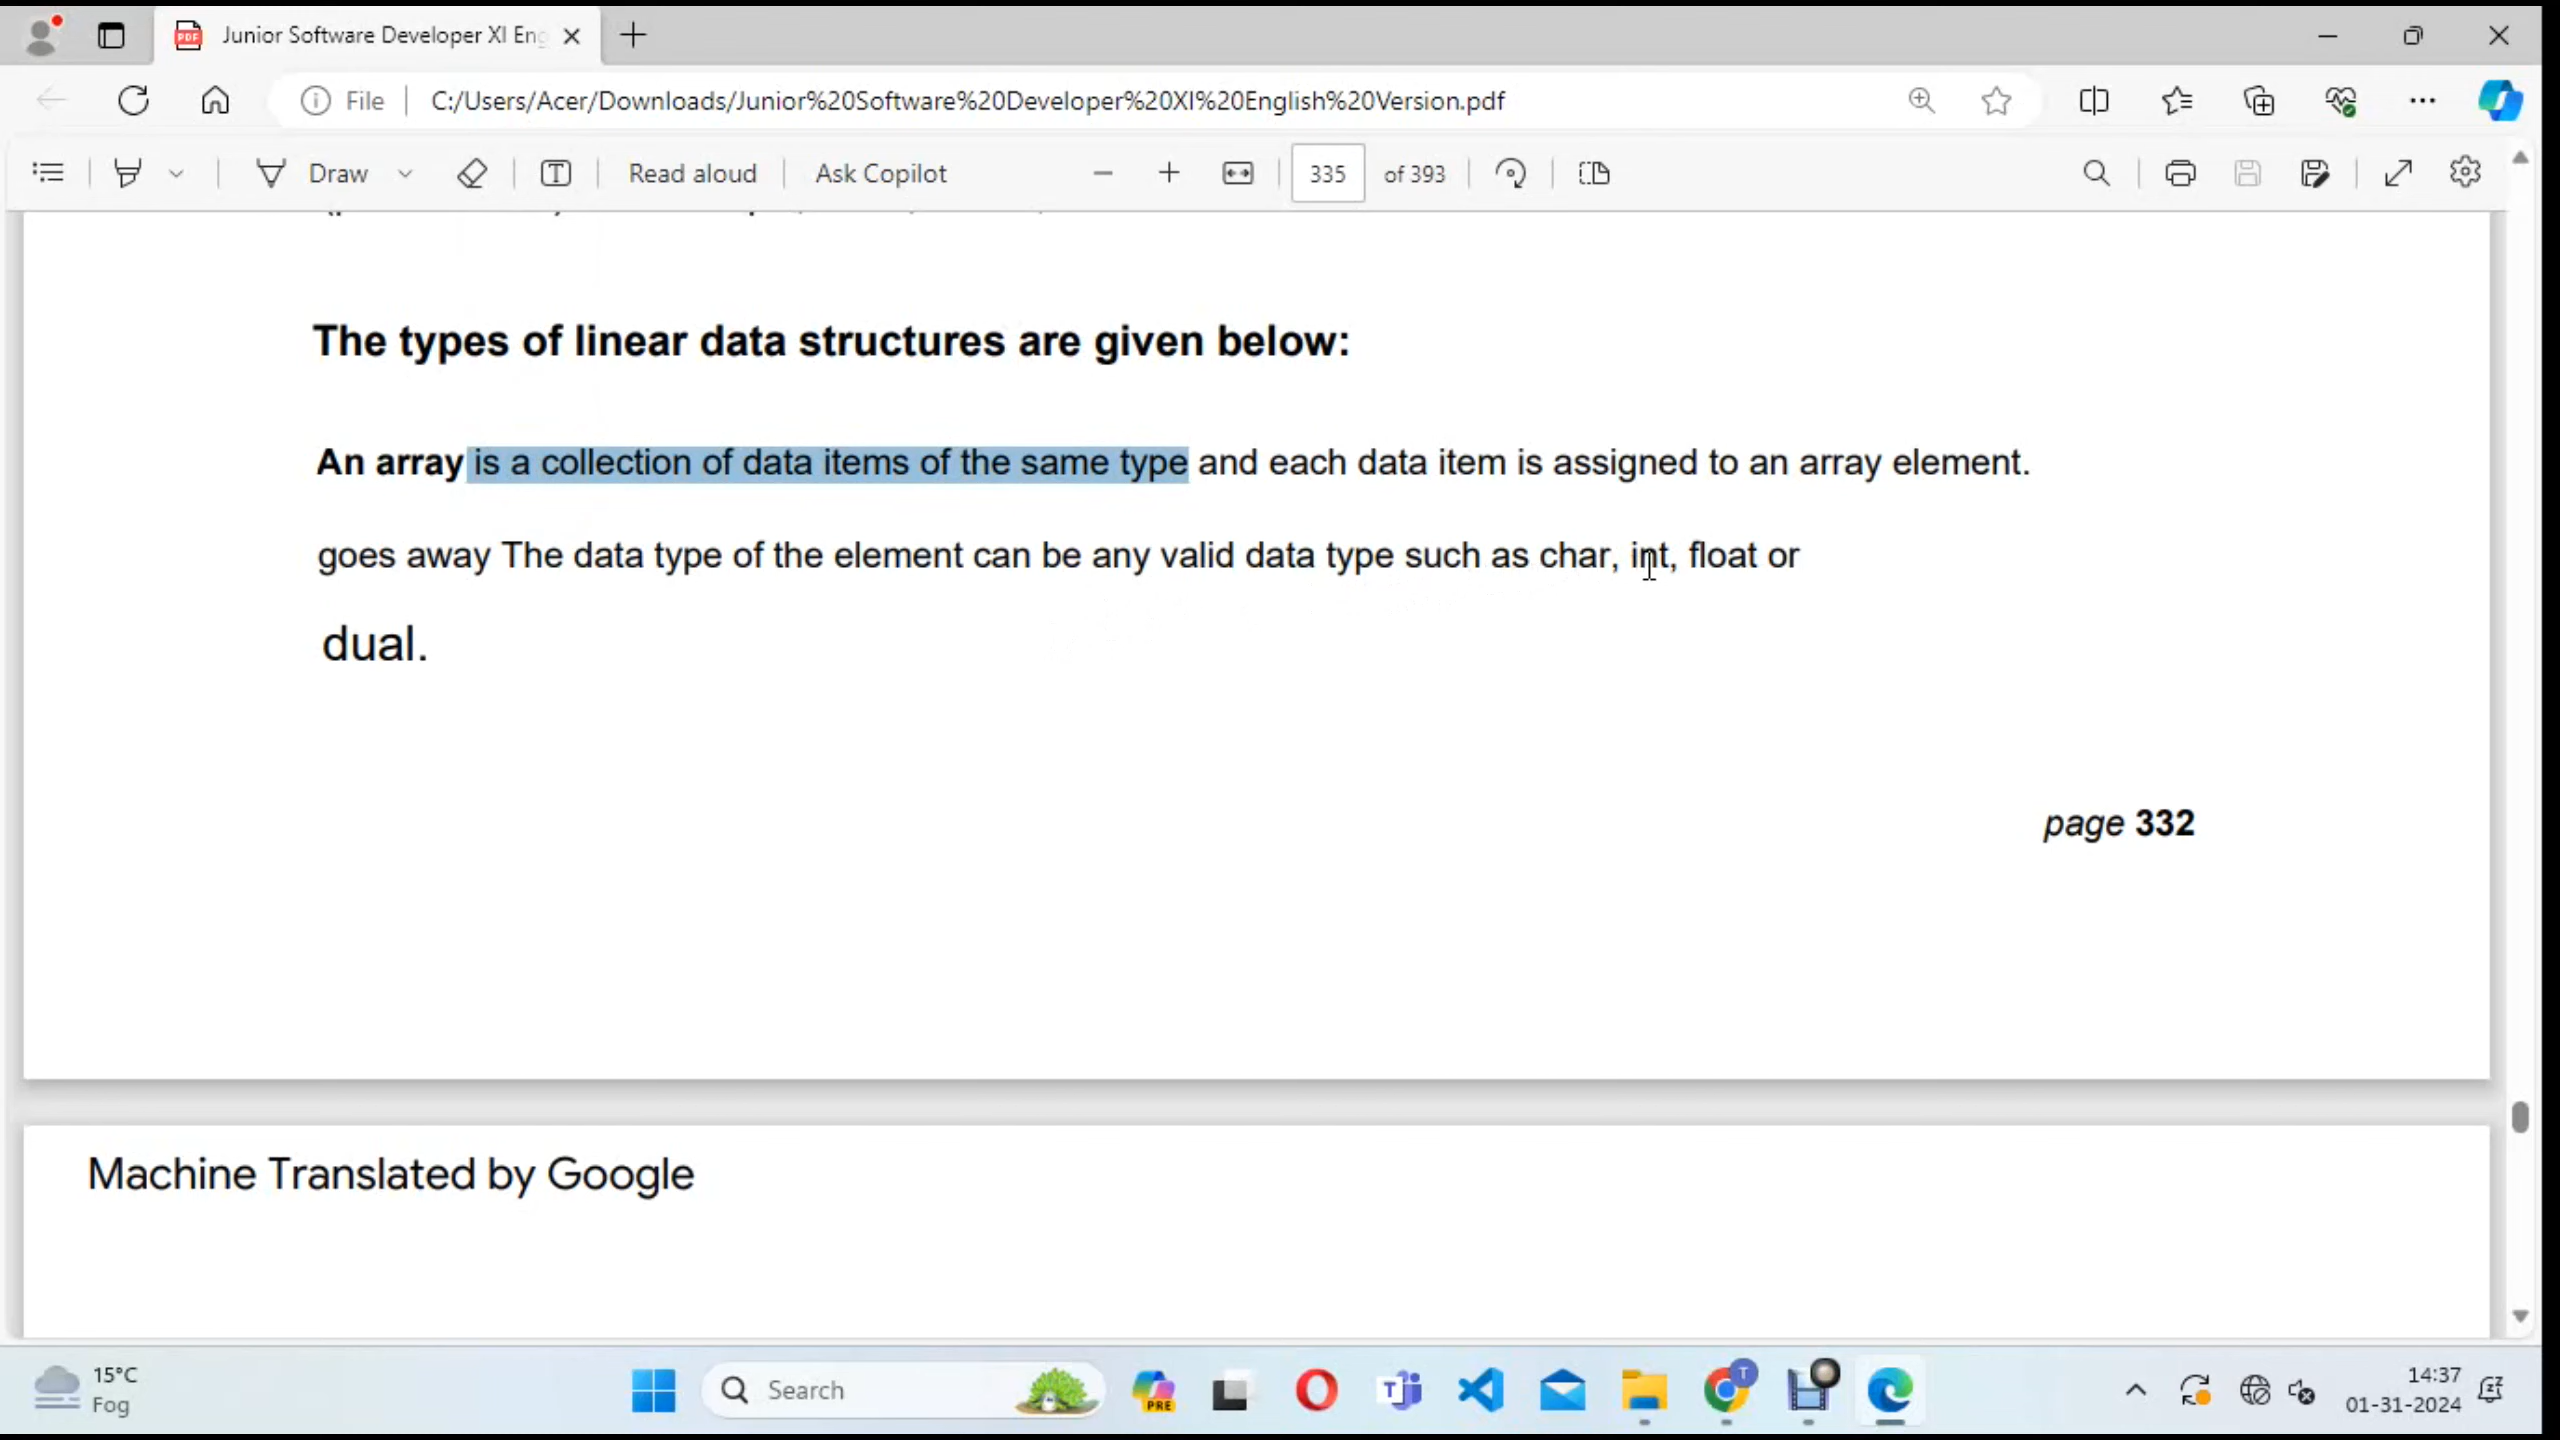 Junior Software Developer XI Eng
File
C:/Users/Acer/Downloads/Junior%20Software%20Developer%20XI%20English%20Version.pdf
Draw
Read aloud
Ask Copilot
335
of 393
The types of linear data structures are given below:
An array is a collection of data items of the same type and each data item is assigned to an array element.
goes away The data type of the element can be any valid data type such as char, int, float or
dual.
page 332
Machine Translated by Google
15°C
Fog
Search
PRE
T
14:37
01-31-2024